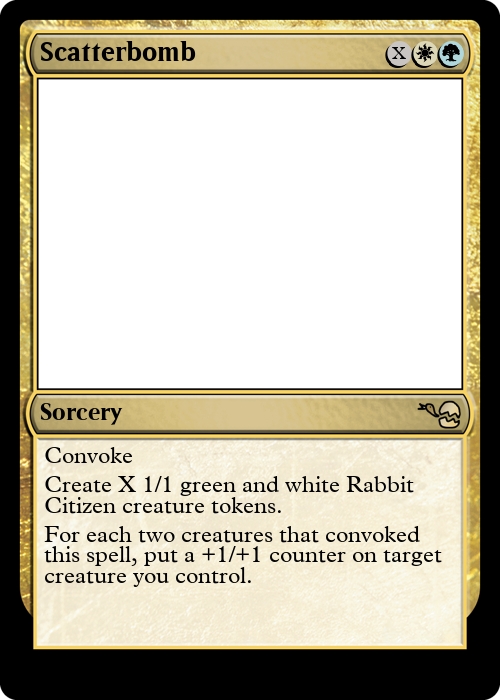 Scatterbomb X
Sorcery
Convoke
Create X 1/1 green and white Rabbit
Citizen creature tokens.
For each two creatures that convoked
this spell, put a +1/+1 counter on target
creature you control.